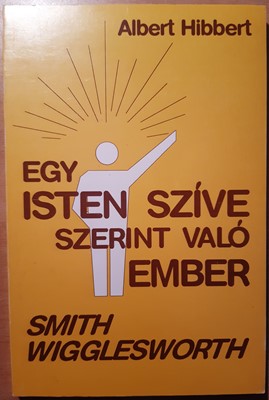 Albert Hibbert
EGY
ISTEN SZÍVE
SZERINT VALÓ
EMBER
SMITH
WIGGLESWORTH